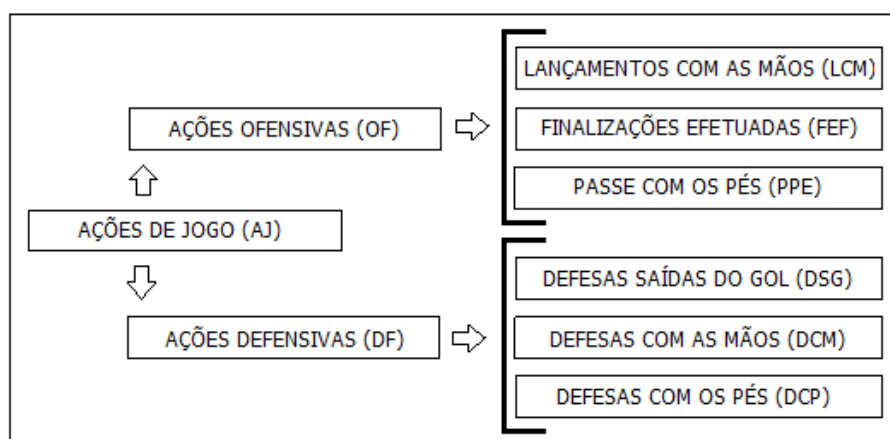 AÇÕES DE JOGO (AJ)
AÇÕES OFENSIVAS (OF)
LANÇAMENTOS COM AS MÃOS (LCM)
FINALIZAÇÕES EFETUADAS (FEF)
PASSE COM OS PÉS (PPE)
AÇÕES DEFENSIVAS (DF)
DEFESAS SAÍDAS DO GOL (DSG)
DEFESAS COM AS MÃOS (DCM)
DEFESAS COM OS PÉS (DCP)